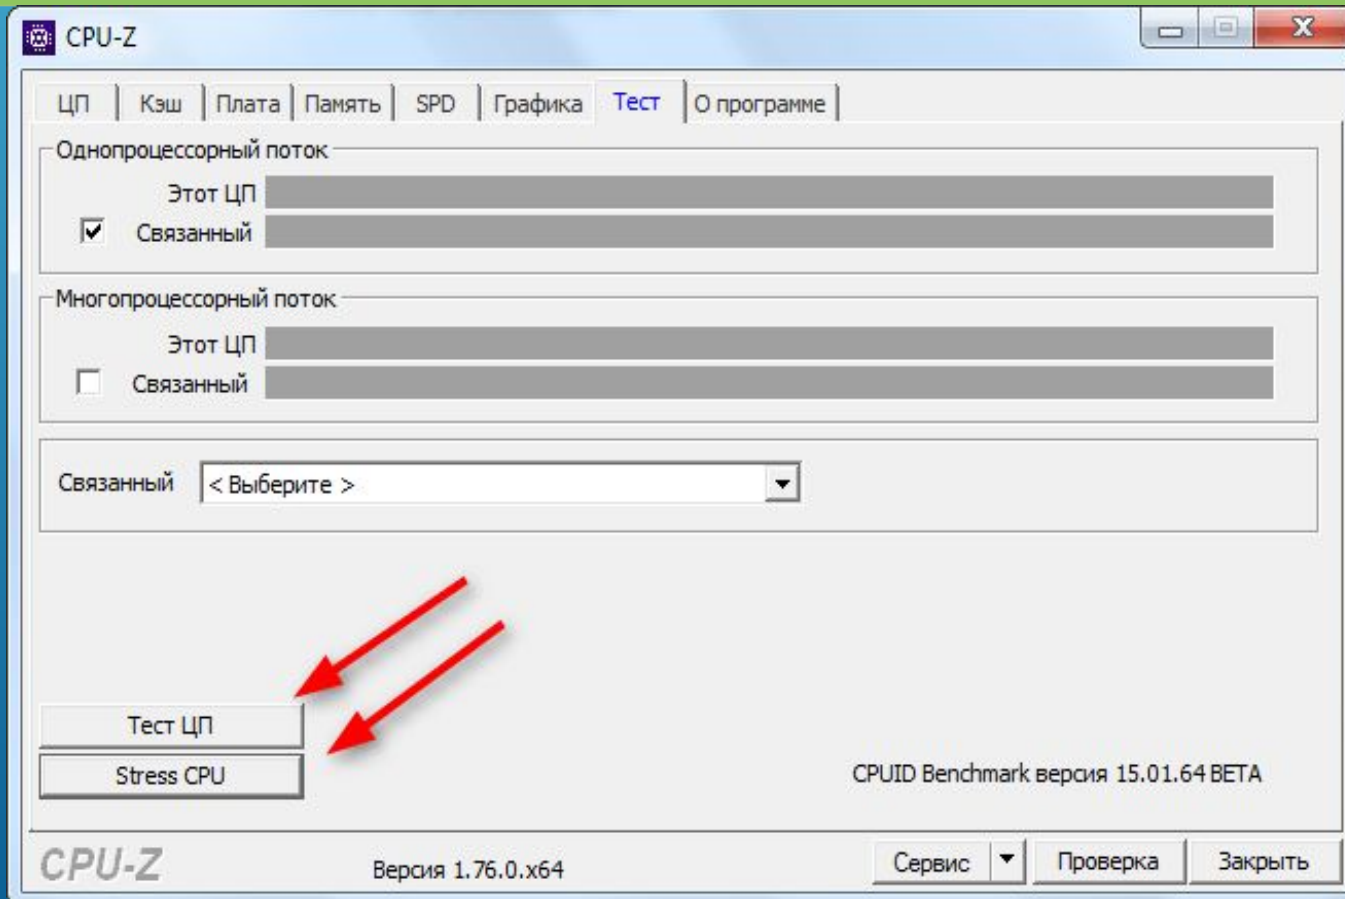 CPU-Z
ЦП Кэш Плата Память SPD Графика Тест О программе
Однопроцессорный поток
Этот ЦП
Связанный
Многопроцессорный поток
Этот ЦП
Связанный
Связанный < Выберите >
Тест ЦП
Stress CPU
CPUID Benchmark версия 15.01.64 BETA
CPU-Z Версия 1.76.0.x64 Сервис Проверка Закрыть